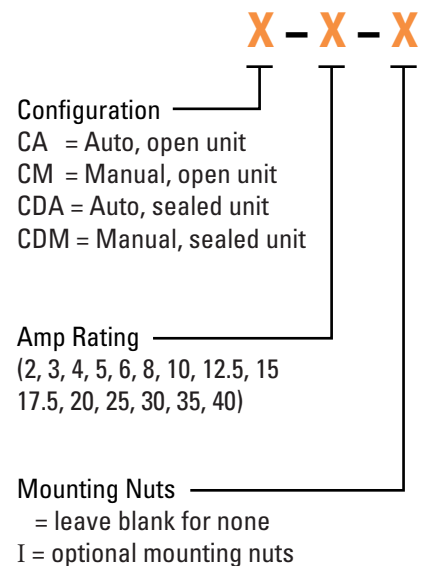 X – X – X
Configuration
CA = Auto, open unit
CM = Manual, open unit
CDA = Auto, sealed unit
CDM = Manual, sealed unit
Amp Rating
(2, 3, 4, 5, 6, 8, 10, 12.5, 15
17.5, 20, 25, 30, 35, 40)
Mounting Nuts
= leave blank for none
I = optional mounting nuts